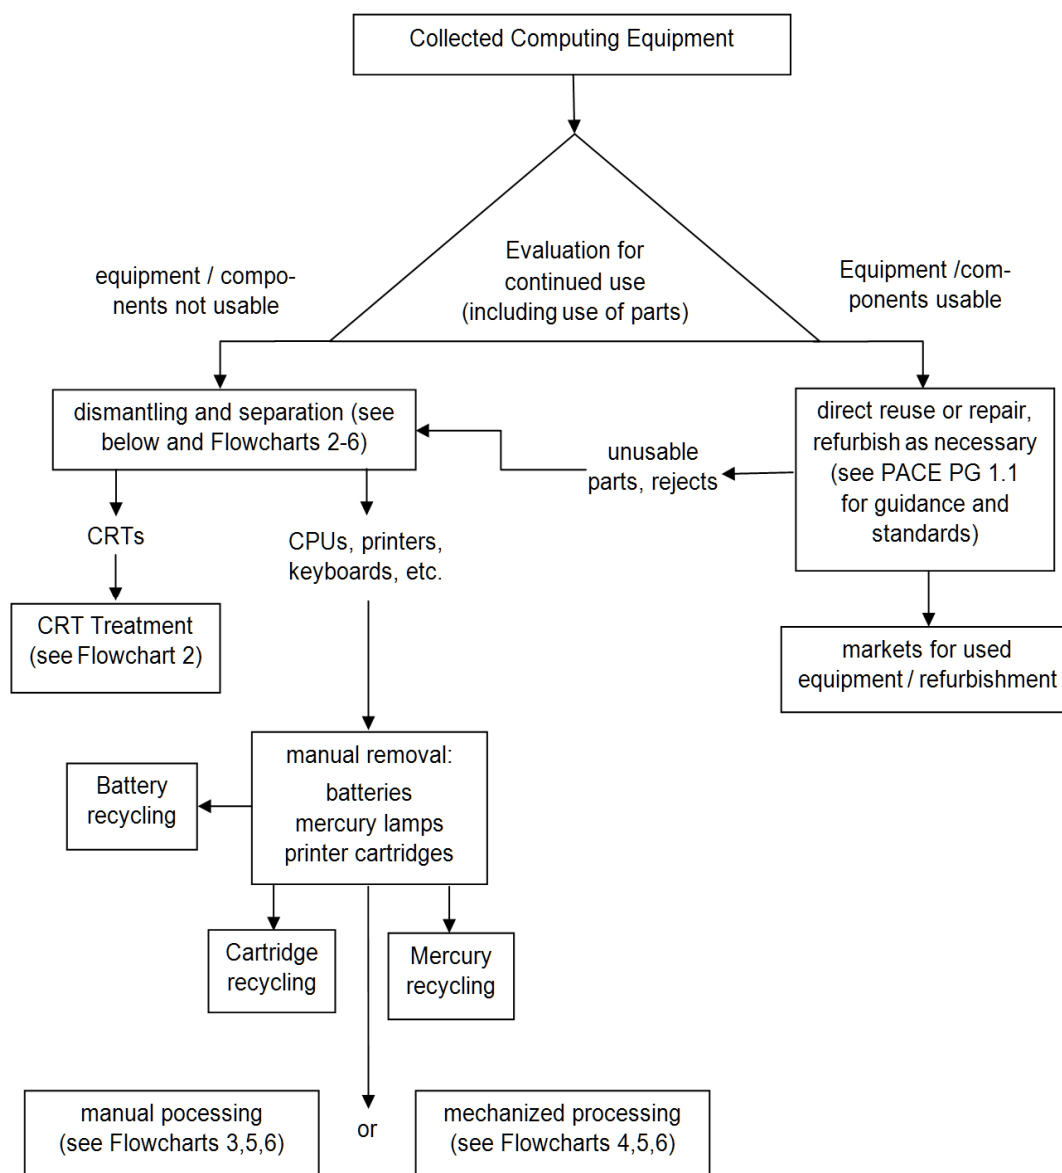 Collected Computing Equipment
Evaluation for
continued use
(including use of parts)
equipment / compo-
nents not usable
Equipment /com-
ponents usable
dismantling and separation (see
below and Flowcharts 2-6)
direct reuse or repair,
refurbish as necessary
(see PACE PG 1.1
for guidance and
standards)
unusable
parts, rejects
CRTs
CPUs, printers,
keyboards, etc.
CRT Treatment
(see Flowchart 2)
markets for used
equipment / refurbishment
manual removal:
batteries
mercury lamps
printer cartridges
Battery
recycling
Cartridge
recycling
Mercury
recycling
manual pocessing
(see Flowcharts 3,5,6)
or
mechanized processing
(see Flowcharts 4,5,6)